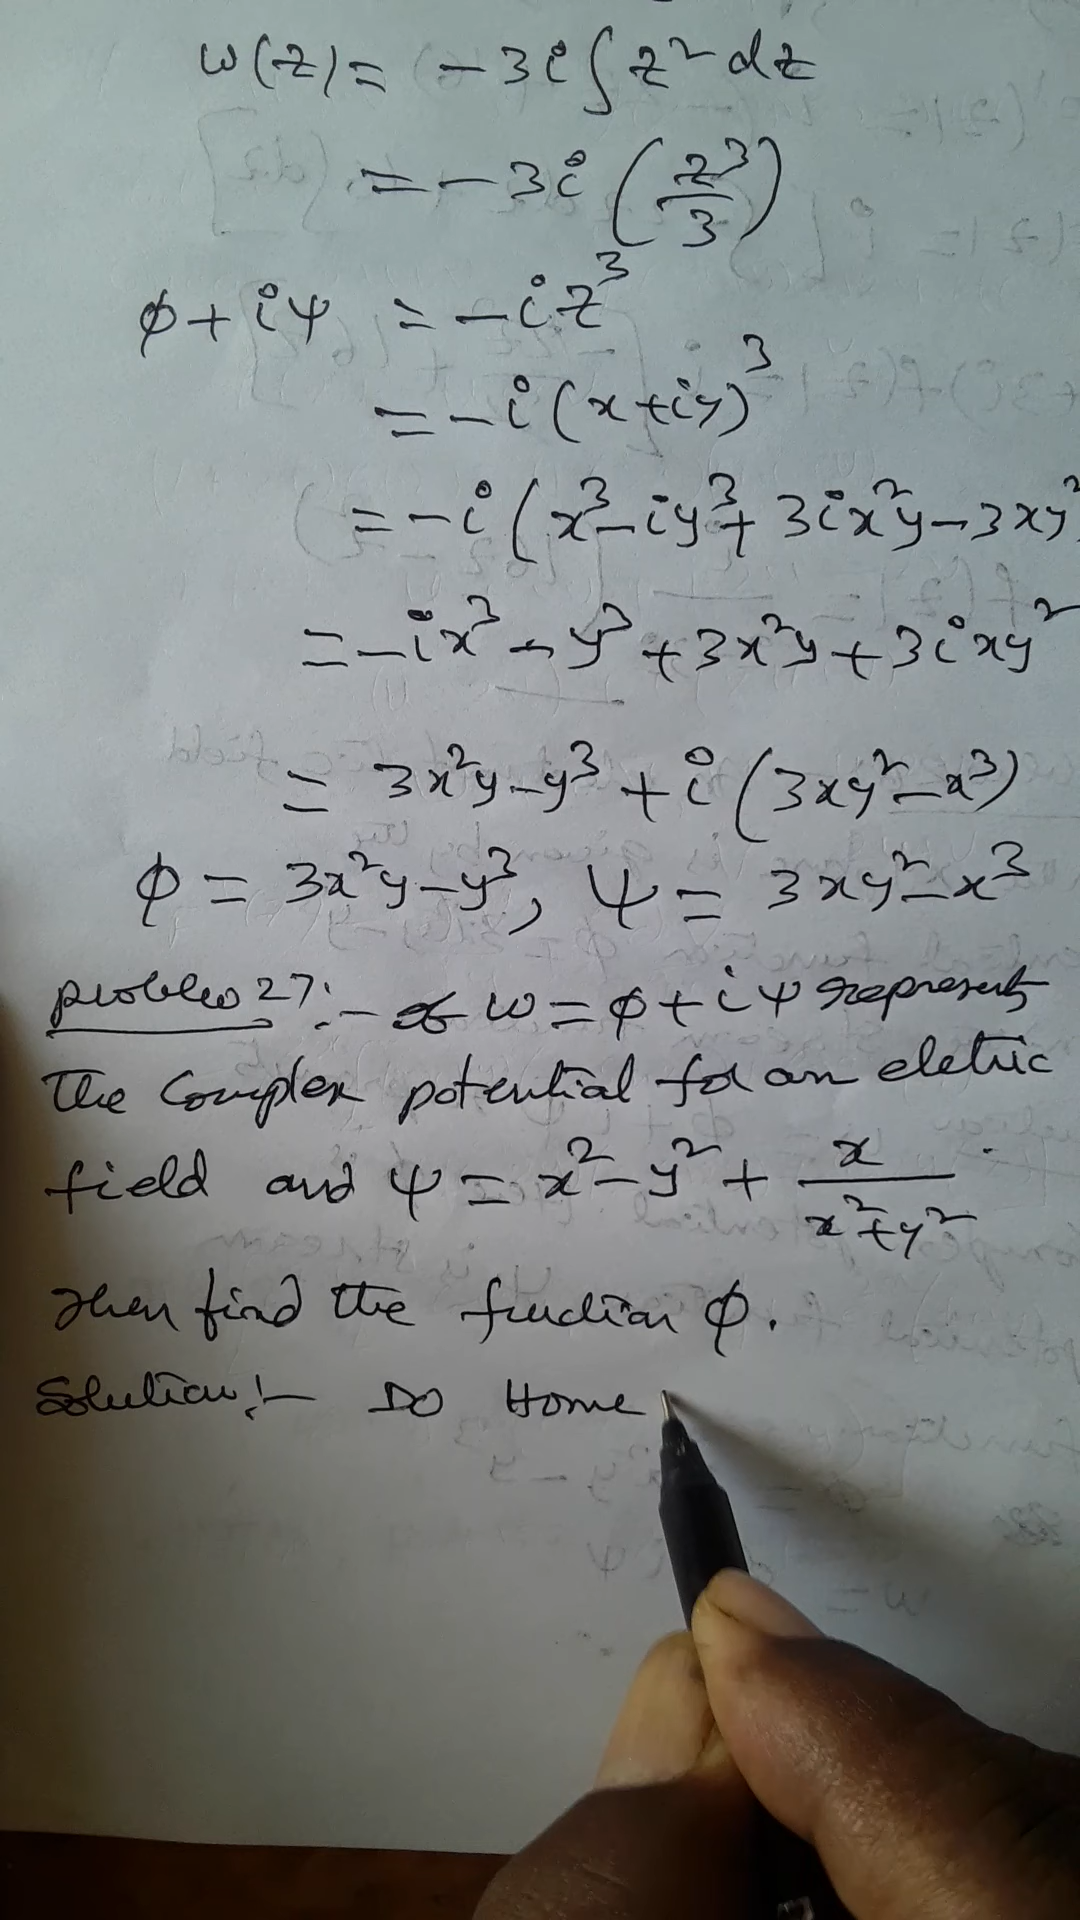 w(z) = -3i ∫ z² dz
= -3i (z³/3)
φ + iψ = -iz³
= -i(x+iy)³
= -i(x³-iy³+3ix²y-3xy²
= -ix³ - y³ + 3x²y + 3ixy²
= 3x²y - y³ + i(3xy² - x³)
φ = 3x²y - y³, ψ = 3xy² - x³
problem 27:- If w = φ + iψ represents
the Complex potential for an eletric
field and ψ = x² - y² + x/(x²+y²).
Then find the function φ.
Solution:- DO Home